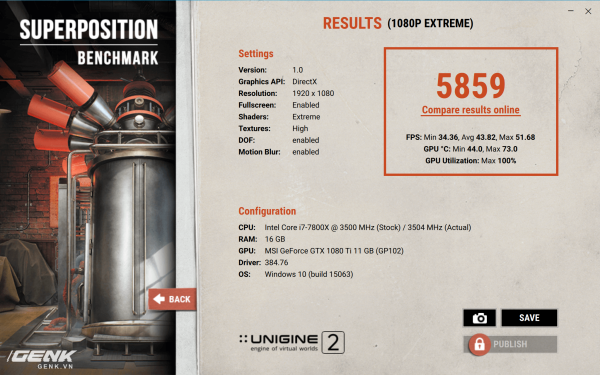 SUPERPOSITION
BENCHMARK
RESULTS (1080P EXTREME)
Settings
Version: 1.0
Graphics API: DirectX
Resolution: 1920 x 1080
Fullscreen: Enabled
Shaders: Extreme
Textures: High
DOF: enabled
Motion Blur: enabled
5859
Compare results online
FPS: Min 34.36, Avg 43.82, Max 51.68
GPU °C: Min 44.0, Max 73.0
GPU Utilization: Max 100%
Configuration
CPU: Intel Core i7-7800X @ 3500 MHz (Stock) / 3504 MHz (Actual)
RAM: 16 GB
GPU: MSI GeForce GTX 1080 Ti 11 GB (GP102)
Driver: 384.76
OS: Windows 10 (build 15063)
BACK
UNIGINE 2
engine of virtual worlds
SAVE
PUBLISH
GENK
GENK.VN